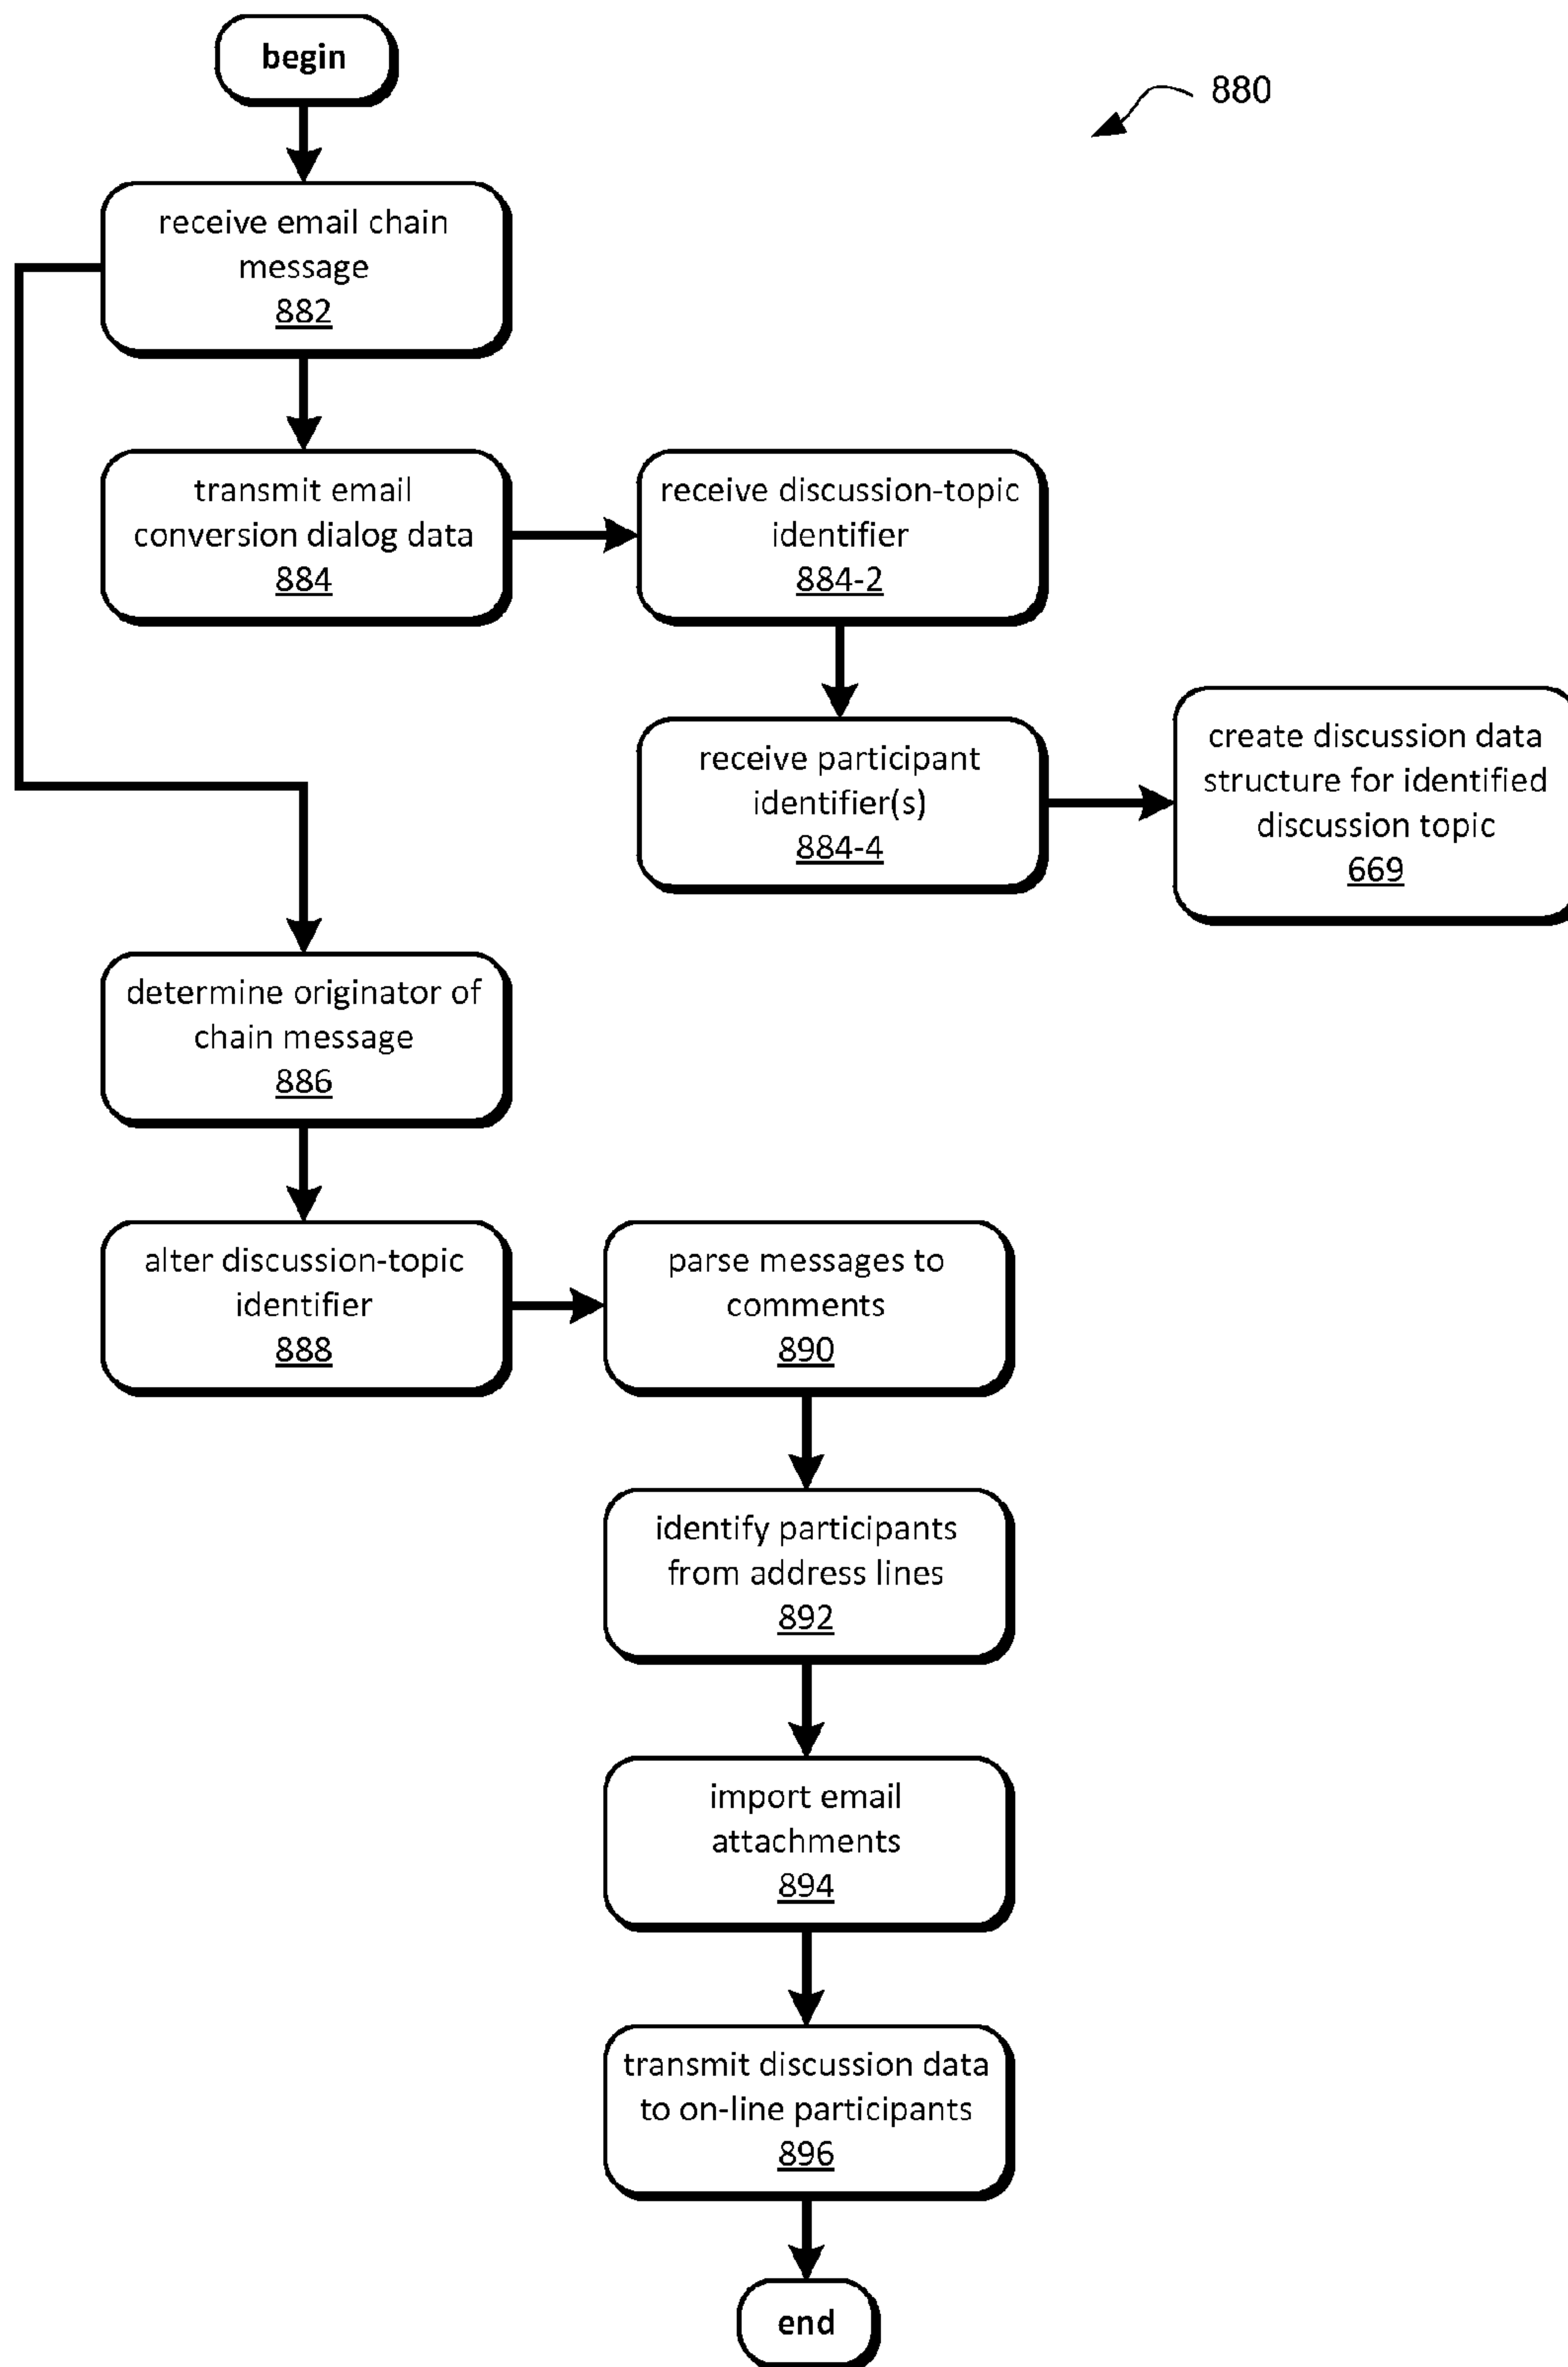 begin
880
receive email chain
message
882
transmit email
conversion dialog data
884
receive discussion-topic
identifier
884-2
receive participant
identifier(s)
884-4
create discussion data
structure for identified
discussion topic
669
determine originator of
chain message
886
alter discussion-topic
identifier
888
parse messages to
comments
890
identify participants
from address lines
892
import email
attachments
894
transmit discussion data
to on-line participants
896
end